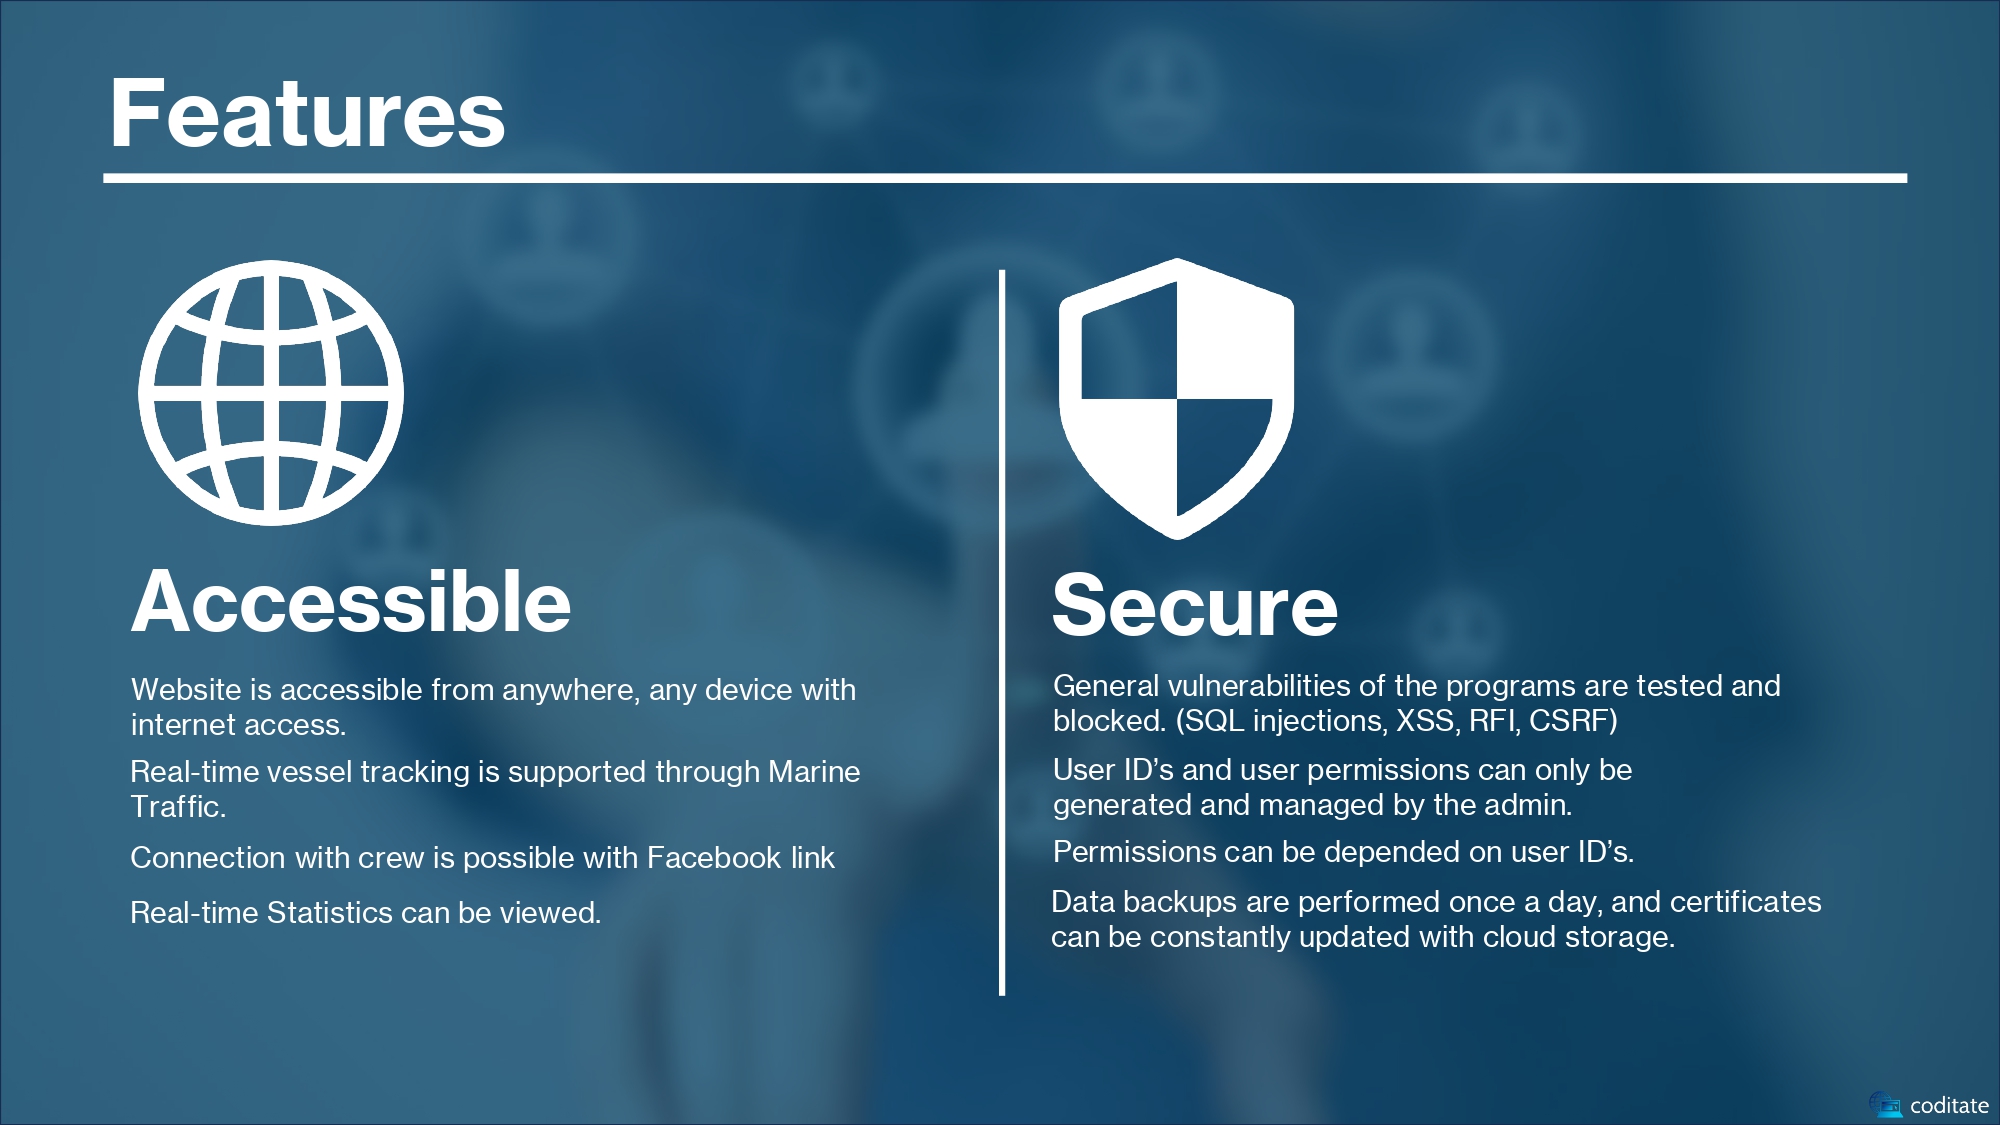 Features
Accessible
Website is accessible from anywhere, any device with
internet access.
Real-time vessel tracking is supported through Marine
Traffic.
Connection with crew is possible with Facebook link
Real-time Statistics can be viewed.
Secure
General vulnerabilities of the programs are tested and
blocked. (SQL injections, XSS, RFI, CSRF)
User ID’s and user permissions can only be
generated and managed by the admin.
Permissions can be depended on user ID’s.
Data backups are performed once a day, and certificates
can be constantly updated with cloud storage.
coditate